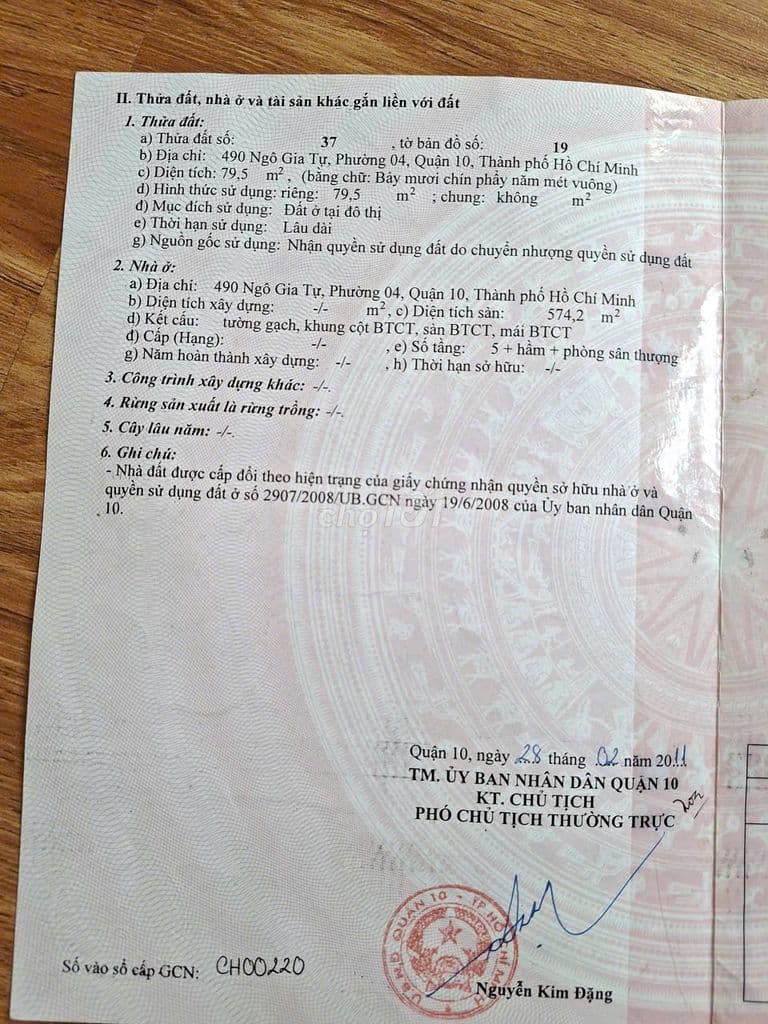 II. Thửa đất, nhà ở và tài sản khác gắn liền với đất
1. Thửa đất:
a) Thửa đất số: 37 , tờ bản đồ số: 19
b) Địa chỉ: 490 Ngô Gia Tự, Phường 04, Quận 10, Thành phố Hồ Chí Minh
c) Diện tích: 79,5 m², (bằng chữ: Bảy mươi chín phẩy năm mét vuông)
d) Hình thức sử dụng: riêng: 79,5 m² ; chung: không m²
đ) Mục đích sử dụng: Đất ở tại đô thị
e) Thời hạn sử dụng: Lâu dài
g) Nguồn gốc sử dụng: Nhận quyền sử dụng đất do chuyển nhượng quyền sử dụng đất
2. Nhà ở:
a) Địa chỉ: 490 Ngô Gia Tự, Phường 04, Quận 10, Thành phố Hồ Chí Minh
b) Diện tích xây dựng: -/- m², c) Diện tích sàn: 574,2 m²
d) Kết cấu: tường gạch, khung cột BTCT, sàn BTCT, mái BTCT
đ) Cấp (Hạng): -/- , e) Số tầng: 5 + hầm + phòng sân thượng
g) Năm hoàn thành xây dựng: -/- , h) Thời hạn sở hữu: -/-
3. Công trình xây dựng khác: -/-.
4. Rừng sản xuất là rừng trồng: -/-.
5. Cây lâu năm: -/-.
6. Ghi chú:
- Nhà đất được cấp đổi theo hiện trạng của giấy chứng nhận quyền sở hữu nhà ở và
quyền sử dụng đất ở số 2907/2008/UB.GCN ngày 19/6/2008 của Ủy ban nhân dân Quận
10.
chợTỐT
Quận 10, ngày 28 tháng 02 năm 2011
TM. ỦY BAN NHÂN DÂN QUẬN 10
KT. CHỦ TỊCH
PHÓ CHỦ TỊCH THƯỜNG TRỰC
UBND QUẬN 10 - TP HỒ CHÍ MINH
Số vào sổ cấp GCN: CH00220
Nguyễn Kim Đặng